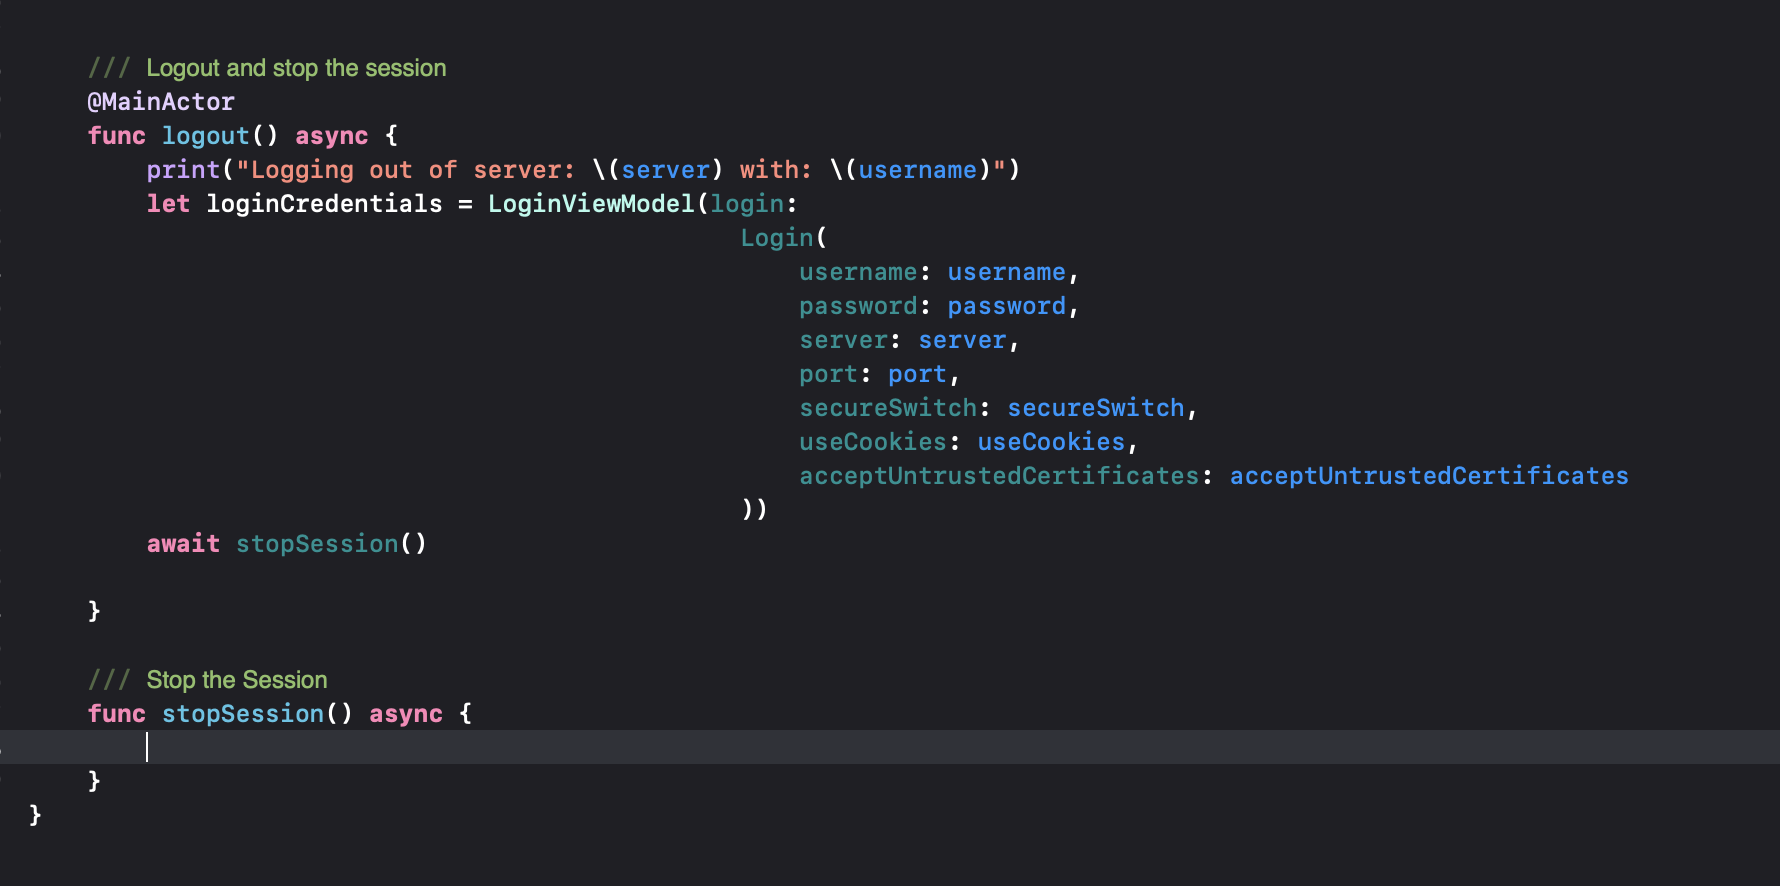 /// Logout and stop the session
@MainActor
func logout() async {
print("Logging out of server: \(server) with: \(username)")
let loginCredentials = LoginViewModel(login:
Login(
username: username,
password: password,
server: server,
port: port,
secureSwitch: secureSwitch,
useCookies: useCookies,
acceptUntrustedCertificates: acceptUntrustedCertificates
))
await stopSession()
}
/// Stop the Session
func stopSession() async {
}
}